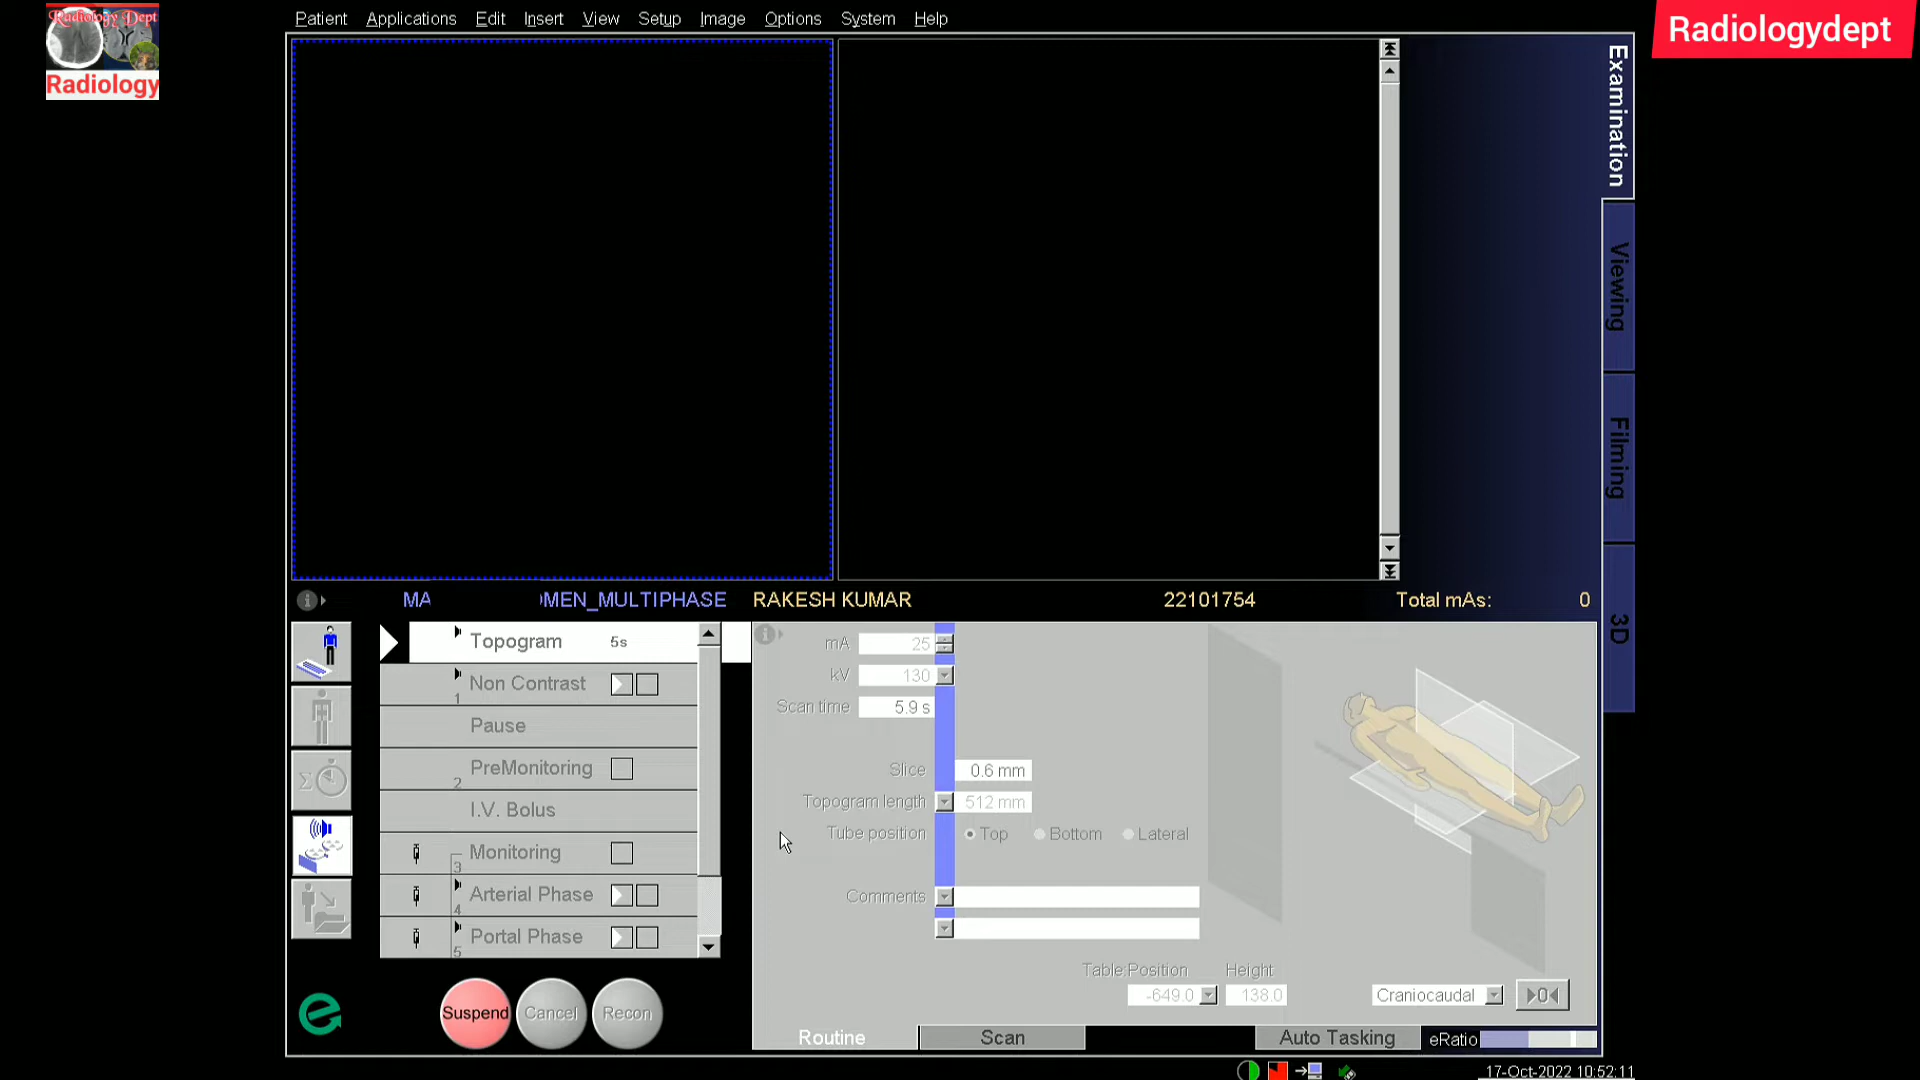 Radiology Dept
Radiology
Patient Applications Edit Insert View Setup Image Options System Help
Radiologydept
Examination
Viewing
Filming
3D
MA
MEN_MULTIPHASE
RAKESH KUMAR
22101754
Total mAs: 0
Topogram 5s
1 Non Contrast
Pause
2 PreMonitoring
I.V. Bolus
3 Monitoring
4 Arterial Phase
5 Portal Phase
Suspend Cancel Recon
mA 25
kV 130
Scan time 5.9 s
Slice 0.6 mm
Topogram length 512 mm
Tube position Top Bottom Lateral
Comments
Table:Position Height
-649.0 138.0
Craniocaudal
0
Routine Scan Auto Tasking eRatio
17-Oct-2022 10:52:11